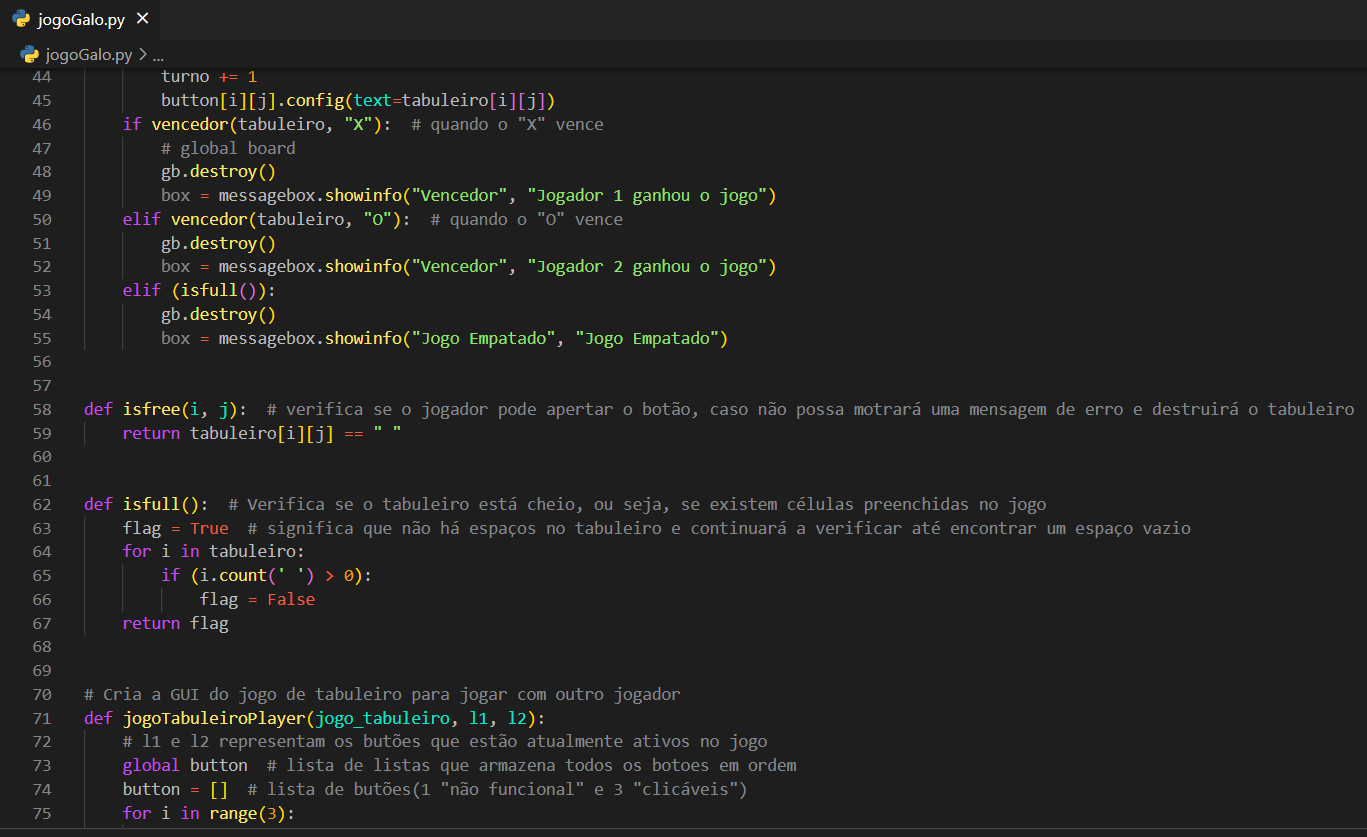 jogoGalo.py ×
jogoGalo.py > ...
44 turno += 1
45 button[i][j].config(text=tabuleiro[i][j])
46 if vencedor(tabuleiro, "X"):  # quando o "X" vence
47 # global board
48 gb.destroy()
49 box = messagebox.showinfo("Vencedor", "Jogador 1 ganhou o jogo")
50 elif vencedor(tabuleiro, "O"):  # quando o "O" vence
51 gb.destroy()
52 box = messagebox.showinfo("Vencedor", "Jogador 2 ganhou o jogo")
53 elif (isfull()):
54 gb.destroy()
55 box = messagebox.showinfo("Jogo Empatado", "Jogo Empatado")
56
57
58 def isfree(i, j):  # verifica se o jogador pode apertar o botão, caso não possa motrará uma mensagem de erro e destruirá o tabuleiro
59 return tabuleiro[i][j] == " "
60
61
62 def isfull():  # Verifica se o tabuleiro está cheio, ou seja, se existem células preenchidas no jogo
63 flag = True  # significa que não há espaços no tabuleiro e continuará a verificar até encontrar um espaço vazio
64 for i in tabuleiro:
65 if (i.count(' ') > 0):
66 flag = False
67 return flag
68
69
70 # Cria a GUI do jogo de tabuleiro para jogar com outro jogador
71 def jogoTabuleiroPlayer(jogo_tabuleiro, l1, l2):
72 # l1 e l2 representam os butões que estão atualmente ativos no jogo
73 global button  # lista de listas que armazena todos os botoes em ordem
74 button = []  # lista de butões(1 "não funcional" e 3 "clicáveis")
75 for i in range(3):